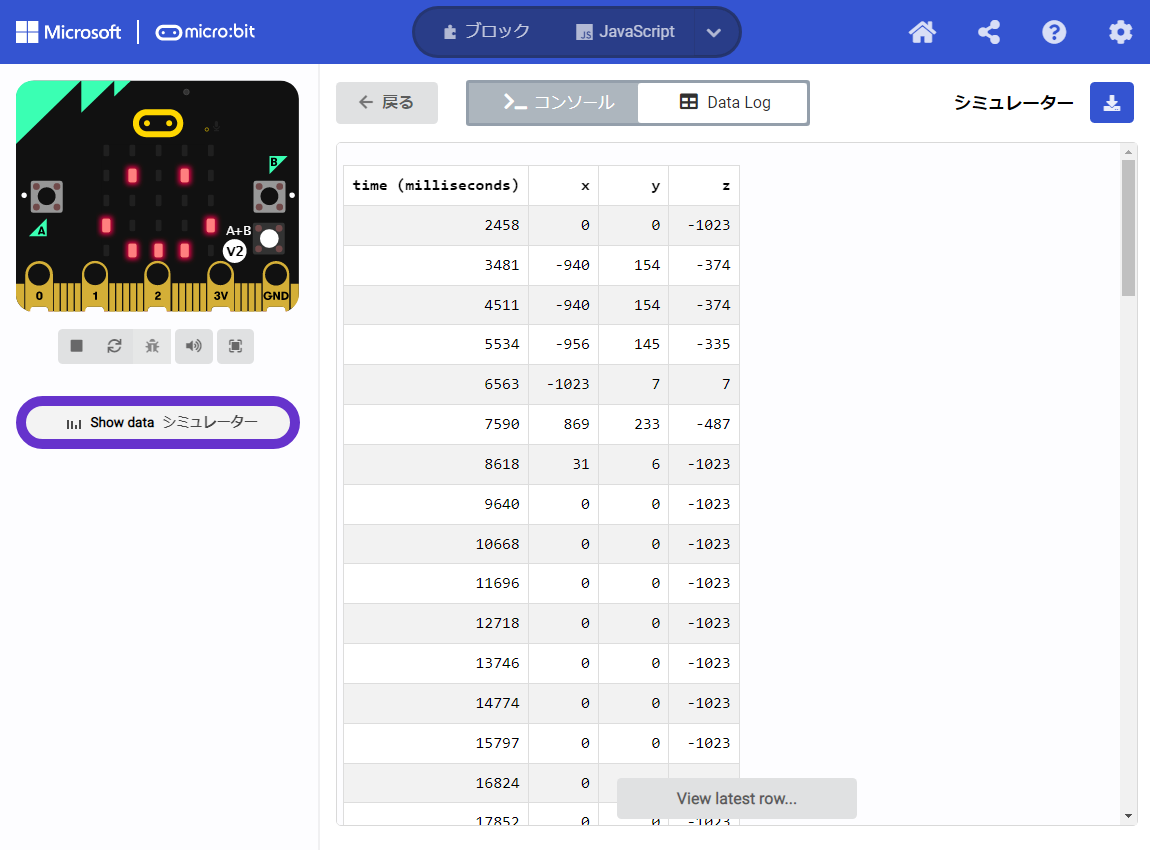 Microsoft micro:bit ブロック JavaScript
B
A
A+B
V2
0 1 2 3V GND
Show data シミュレーター
戻る コンソール Data Log シミュレーター
time (milliseconds) x y z
2458 0 0 -1023
3481 -940 154 -374
4511 -940 154 -374
5534 -956 145 -335
6563 -1023 7 7
7590 869 233 -487
8618 31 6 -1023
9640 0 0 -1023
10668 0 0 -1023
11696 0 0 -1023
12718 0 0 -1023
13746 0 0 -1023
14774 0 0 -1023
15797 0 0 -1023
16824 0
View latest row...
17852 0 0 -1023